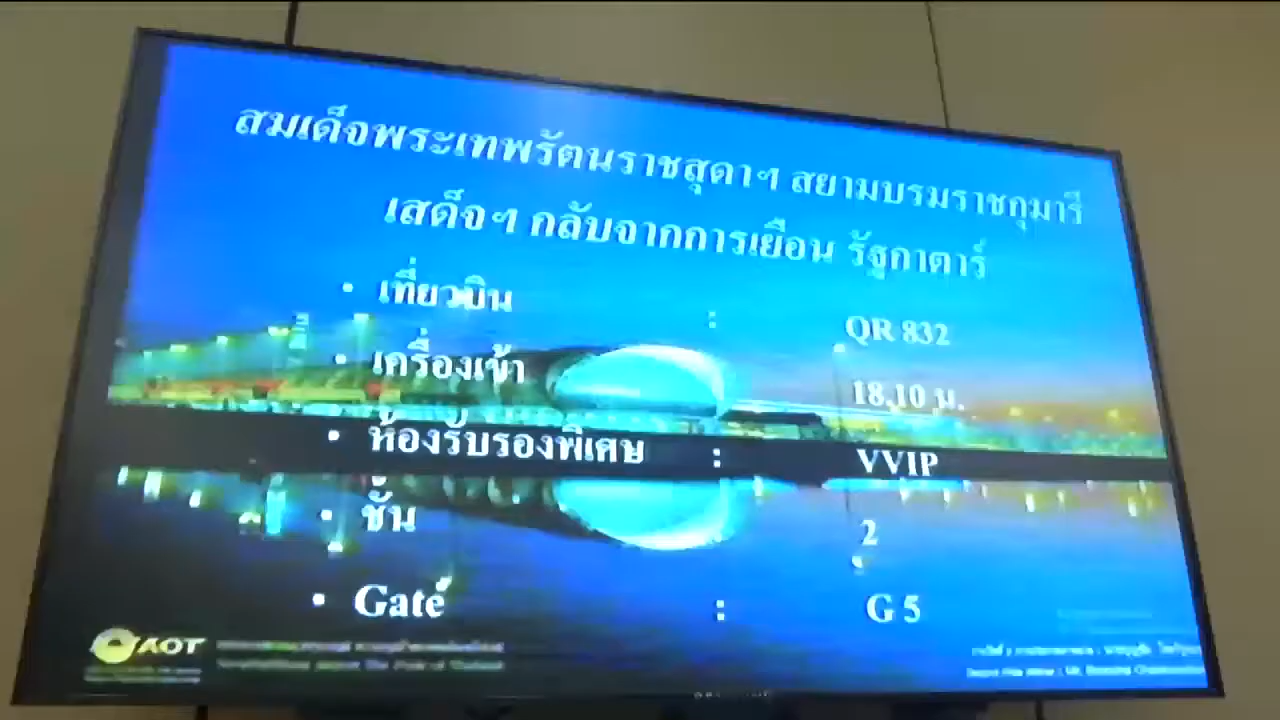 สมเด็จพระเทพรัตนราชสุดาฯ สยามบรมราชกุมารี
เสด็จฯ กลับจากการเยือน รัฐกาตาร์
• เที่ยวบิน : QR 832
• เครื่องเข้า 18.10 น.
• ห้องรับรองพิเศษ : VVIP
• ชั้น 2
• Gate : G 5
AOT